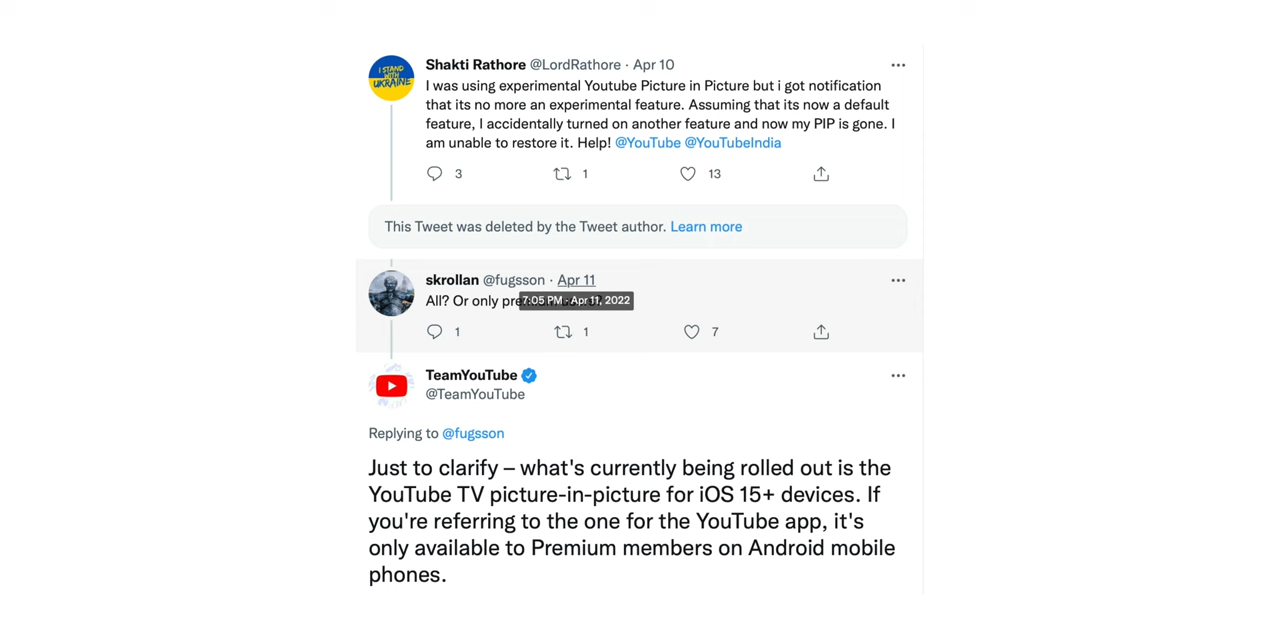 I STAND
WITH
UKRAINE
Shakti Rathore @LordRathore · Apr 10
I was using experimental Youtube Picture in Picture but i got notification
that its no more an experimental feature. Assuming that its now a default
feature, I accidentally turned on another feature and now my PIP is gone. I
am unable to restore it. Help! @YouTube @YouTubeIndia
3 1 13
This Tweet was deleted by the Tweet author. Learn more
skrollan @fugsson · Apr 11
All? Or only
7:05 PM · Apr 11, 2022
1 1 7
TeamYouTube
@TeamYouTube
Replying to @fugsson
Just to clarify – what's currently being rolled out is the
YouTube TV picture-in-picture for iOS 15+ devices. If
you're referring to the one for the YouTube app, it's
only available to Premium members on Android mobile
phones.